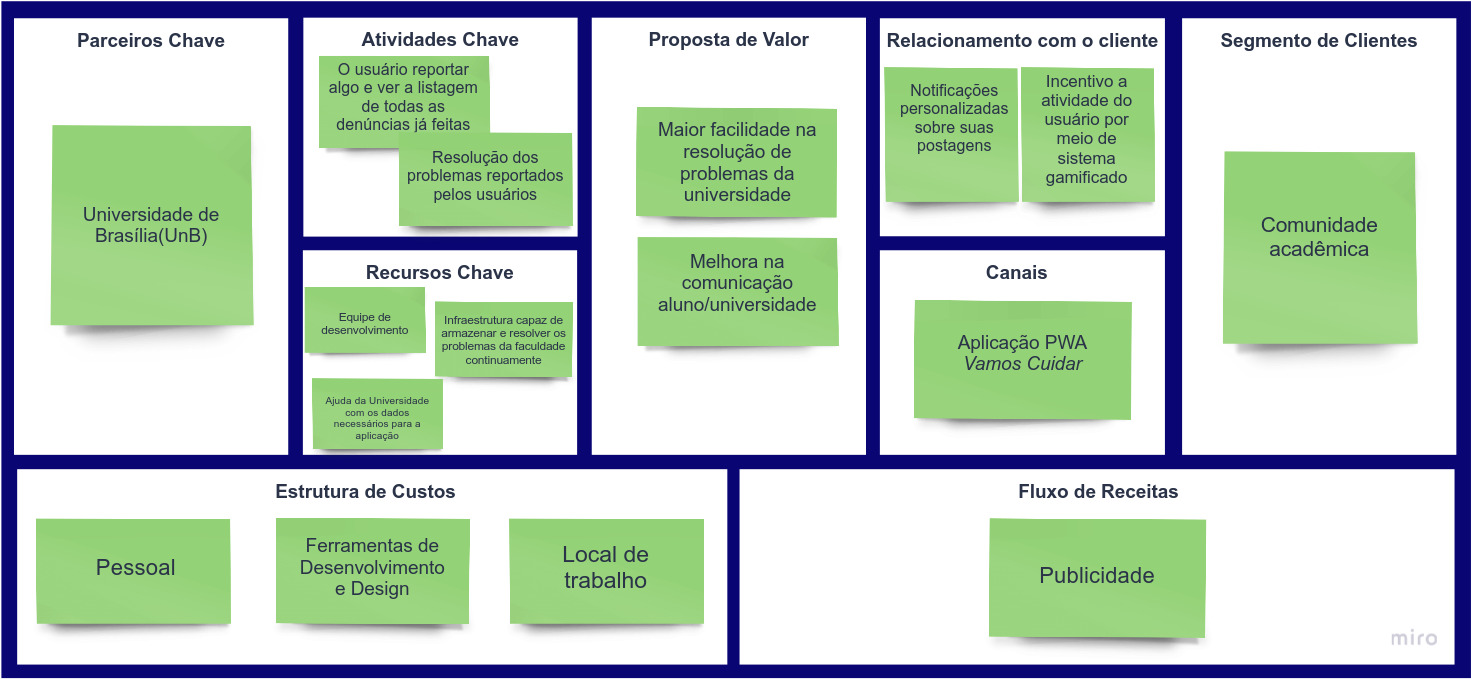 Parceiros Chave
Universidade de
Brasília(UnB)
Atividades Chave
O usuário reportar
algo e ver a listagem
de todas as
denúncias já feitas
Resolução dos
problemas reportados
pelos usuários
Recursos Chave
Equipe de
desenvolvimento
Infraestrutura capaz de
armazenar e resolver os
problemas da faculdade
continuamente
Ajuda da Universidade
com os dados
necessários para a
aplicação
Proposta de Valor
Maior facilidade na
resolução de
problemas da
universidade
Melhora na
comunicação
aluno/universidade
Relacionamento com o cliente
Notificações
personalizadas
sobre suas
postagens
Incentivo a
atividade do
usuário por
meio de
sistema
gamificado
Canais
Aplicação PWA
Vamos Cuidar
Segmento de Clientes
Comunidade
acadêmica
Estrutura de Custos
Pessoal
Ferramentas de
Desenvolvimento
e Design
Local de
trabalho
Fluxo de Receitas
Publicidade
miro